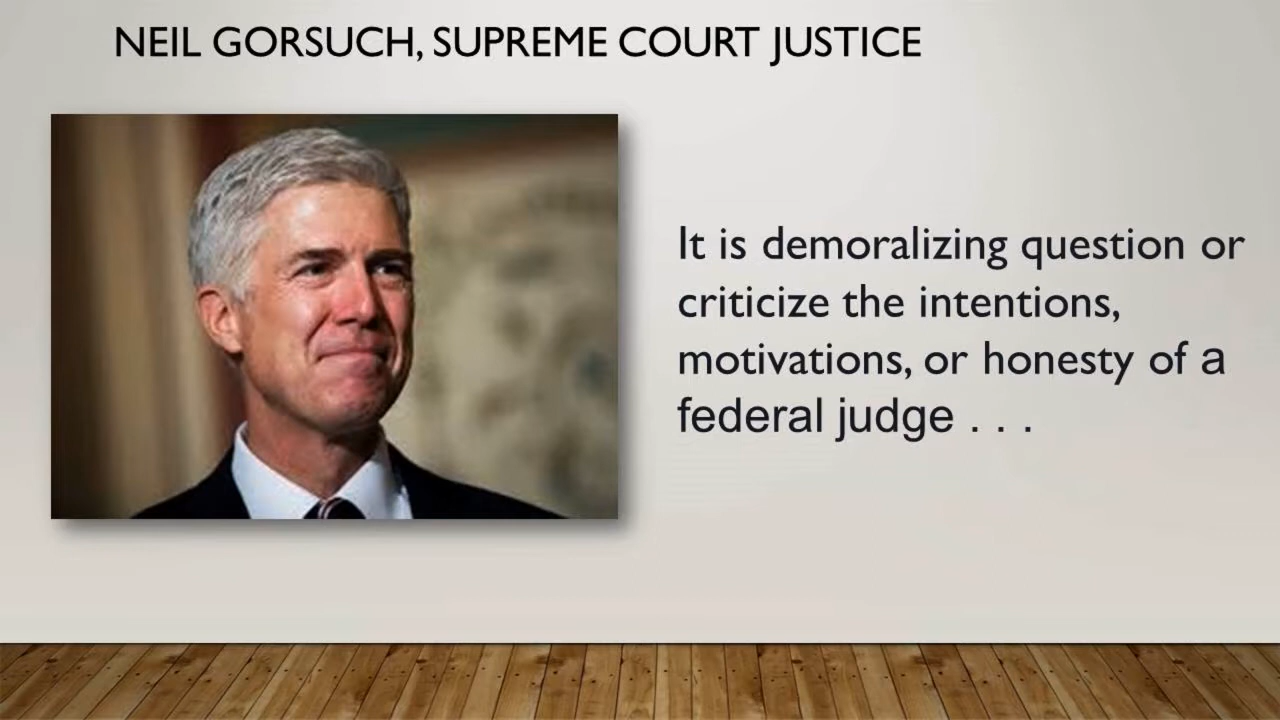 NEIL GORSUCH, SUPREME COURT JUSTICE
It is demoralizing question or
criticize the intentions,
motivations, or honesty of a
federal judge . . .